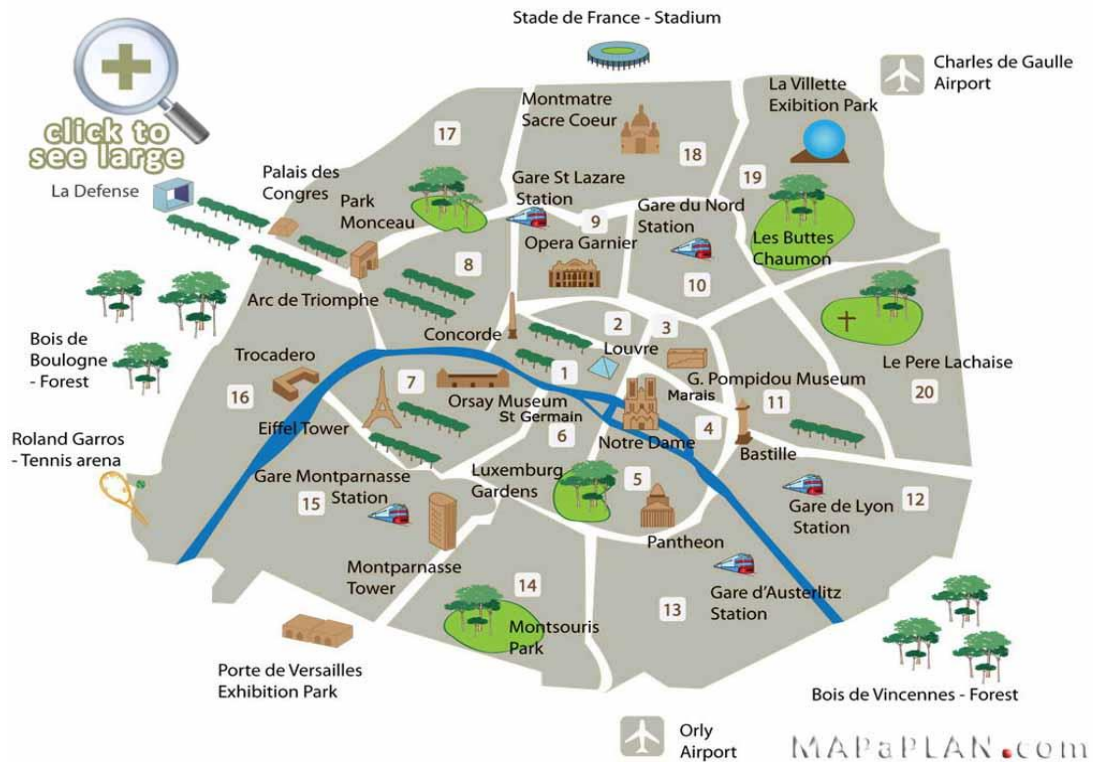 Stade de France - Stadium
Charles de Gaulle
Airport
click to
see large
La Villette
Exibition Park
Montmatre
Sacre Coeur
17
18
19
La Defense
Palais des
Congres
Park
Monceau
Gare St Lazare
Station
9
Gare du Nord
Station
Opera Garnier
Les Buttes
Chaumon
8
10
Arc de Triomphe
Concorde
2
3
Louvre
Bois de
Boulogne
- Forest
Trocadero
Le Pere Lachaise
16
7
1
G. Pompidou Museum
Orsay Museum
Marais
11
20
St Germain
Eiffel Tower
6
Notre Dame
4
Bastille
Roland Garros
- Tennis arena
Gare Montparnasse
Station
Luxemburg
Gardens
5
15
12
Gare de Lyon
Station
Pantheon
Montparnasse
Tower
14
13
Gare d'Austerlitz
Station
Montsouris
Park
Porte de Versailles
Exhibition Park
Bois de Vincennes - Forest
Orly
Airport
MAPaPLAN.com